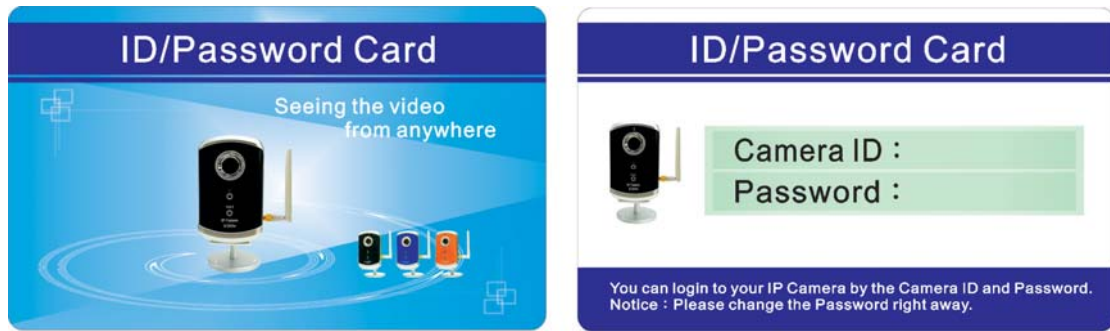 ID/Password Card
Seeing the video
from anywhere
ID/Password Card
Camera ID：
Password：
You can login to your IP Camera by the Camera ID and Password.
Notice：Please change the Password right away.